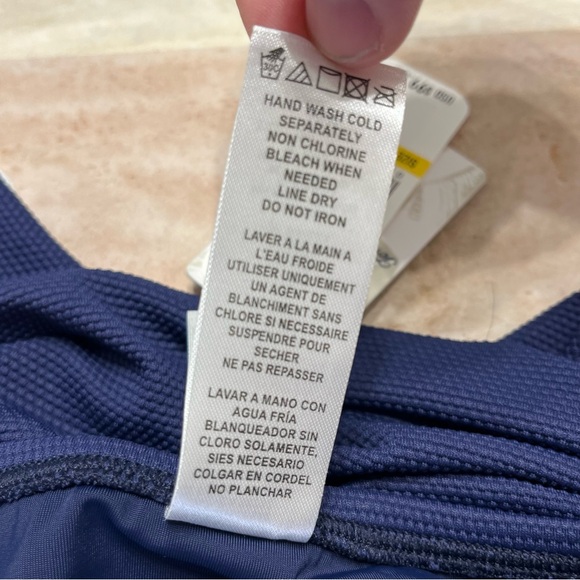 30C
HAND WASH COLD
SEPARATELY
NON CHLORINE
BLEACH WHEN
NEEDED
LINE DRY
DO NOT IRON
LAVER A LA MAIN A
L'EAU FROIDE
UTILISER UNIQUEMENT
UN AGENT DE
BLANCHIMENT SANS
CHLORE SI NECESSAIRE
SUSPENDRE POUR
SECHER
NE PAS REPASSER
LAVAR A MANO CON
AGUA FRÍA
BLANQUEADOR SIN
CLORO SOLAMENTE,
SIES NECESARIO
COLGAR EN CORDEL
NO PLANCHAR